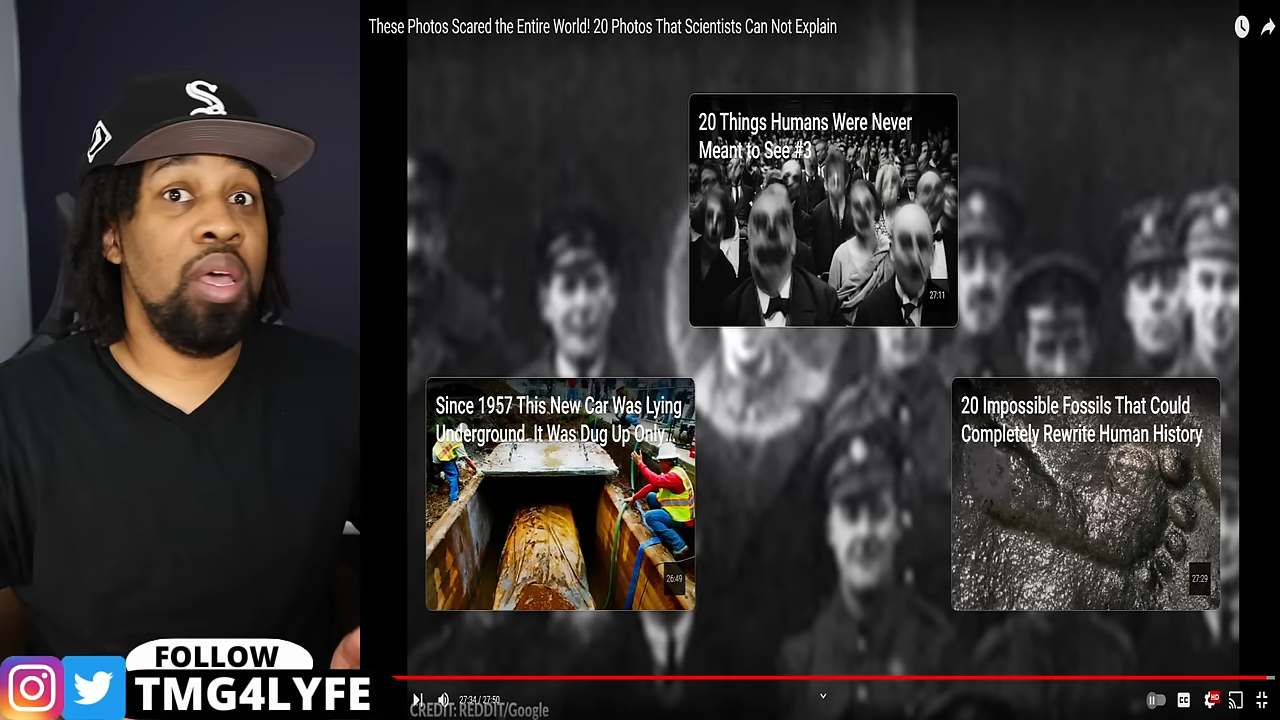 These Photos Scared the Entire World! 20 Photos That Scientists Can Not Explain
20 Things Humans Were Never
Meant to See #3
27:11
Since 1957 This New Car Was Lying
Underground. It Was Dug Up Only...
26:49
20 Impossible Fossils That Could
Completely Rewrite Human History
27:29
FOLLOW
TMG4LYFE
27:34 / 27:50
CC
HD
CREDIT: REDDIT/Google